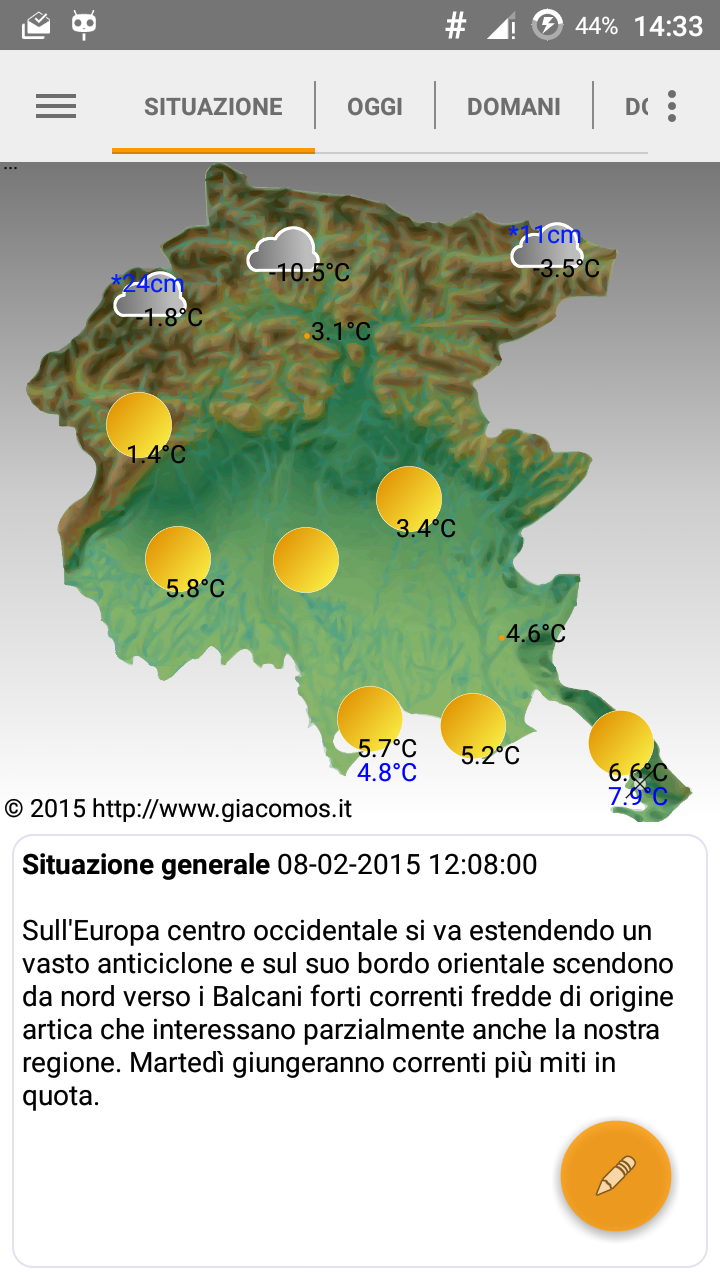 # 44% 14:33
SITUAZIONE OGGI DOMANI
...
*11cm
-10.5°C
-3.5°C
*24cm
-1.8°C
3.1°C
1.4°C
3.4°C
5.8°C
4.6°C
5.7°C
5.2°C
4.8°C
6.6°C
7.9°C
© 2015 http://www.giacomos.it
Situazione generale 08-02-2015 12:08:00
Sull'Europa centro occidentale si va estendendo un
vasto anticiclone e sul suo bordo orientale scendono
da nord verso i Balcani forti correnti fredde di origine
artica che interessano parzialmente anche la nostra
regione. Martedì giungeranno correnti più miti in
quota.